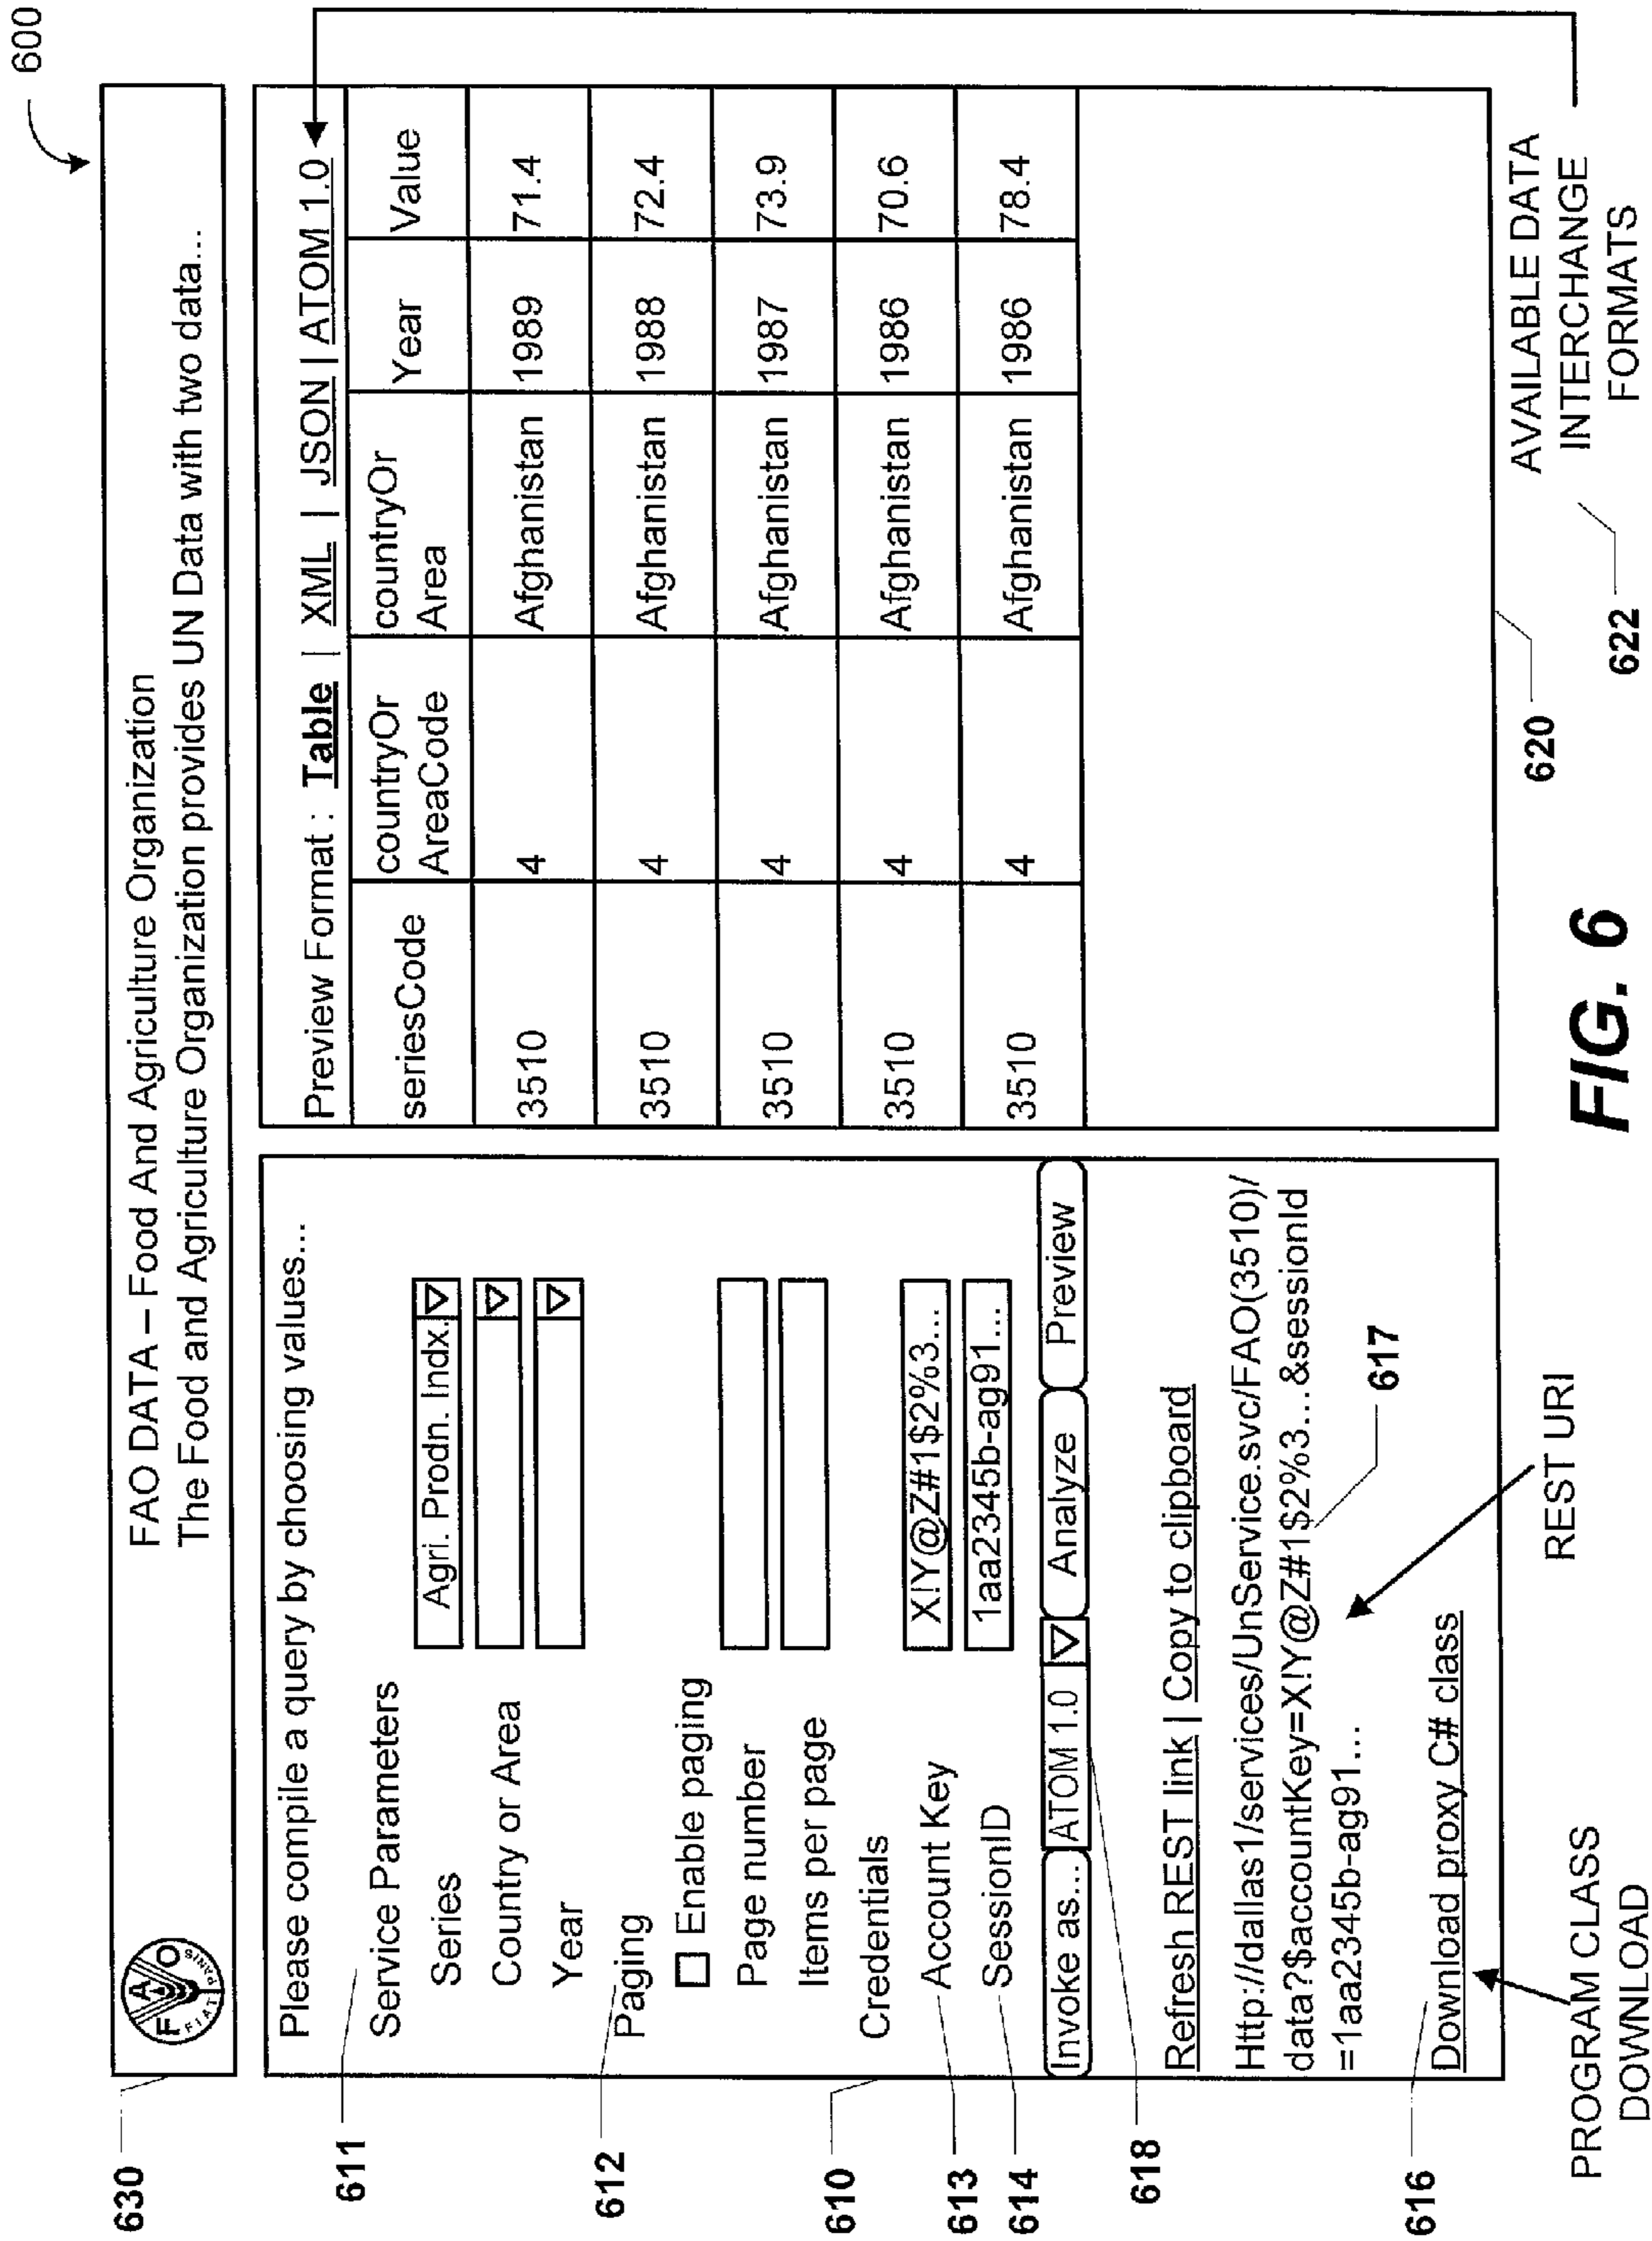 600
630
F A O
FIAT PANIS
FAO DATA – Food And Agriculture Organization
The Food and Agriculture Organization provides UN Data with two data...
Please compile a query by choosing values...
611
Service Parameters
Series Agri. Prodn. Indx.
Country or Area
Year
612
Paging
Enable paging
Page number
Items per page
610
Credentials
613
Account Key X!Y@Z#1$2%3...
614
SessionID 1aa2345b-ag91...
618
Invoke as... ATOM 1.0 Analyze Preview
Refresh REST link | Copy to clipboard
Http://dallas1/services/UnService.svc/FAO(3510)/
data?$accountKey=X!Y@Z#1$2%3...&sessionId
=1aa2345b-ag91...
617
616
Download proxy C# class
REST URI
PROGRAM CLASS
DOWNLOAD
Preview Format : Table | XML | JSON | ATOM 1.0
seriesCode countryOr AreaCode countryOr Area Year Value
3510 4 Afghanistan 1989 71.4
3510 4 Afghanistan 1988 72.4
3510 4 Afghanistan 1987 73.9
3510 4 Afghanistan 1986 70.6
3510 4 Afghanistan 1986 78.4
620
622
AVAILABLE DATA
INTERCHANGE
FORMATS
FIG. 6